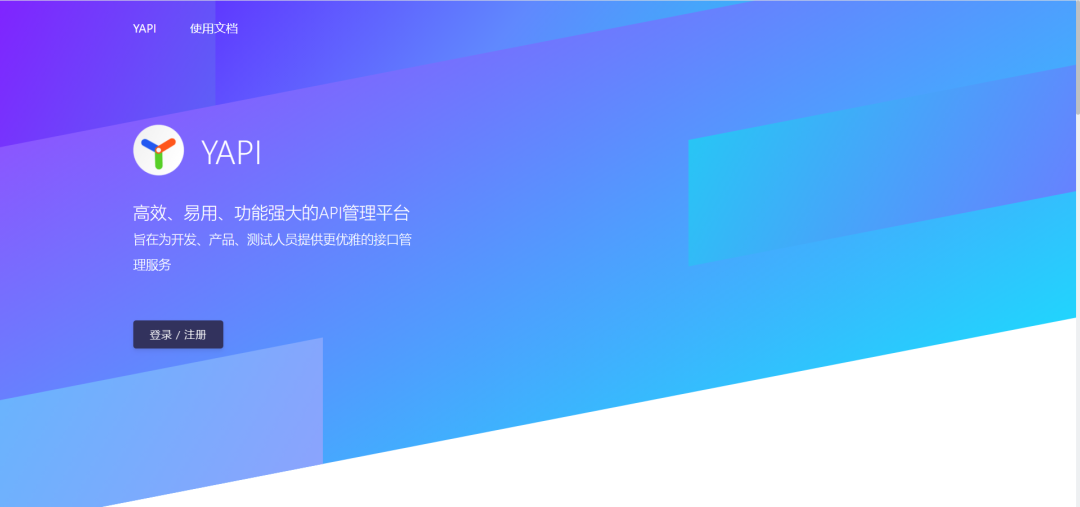 YAPI 使用文档
YAPI
高效、易用、功能强大的API管理平台
旨在为开发、产品、测试人员提供更优雅的接口管
理服务
登录 / 注册